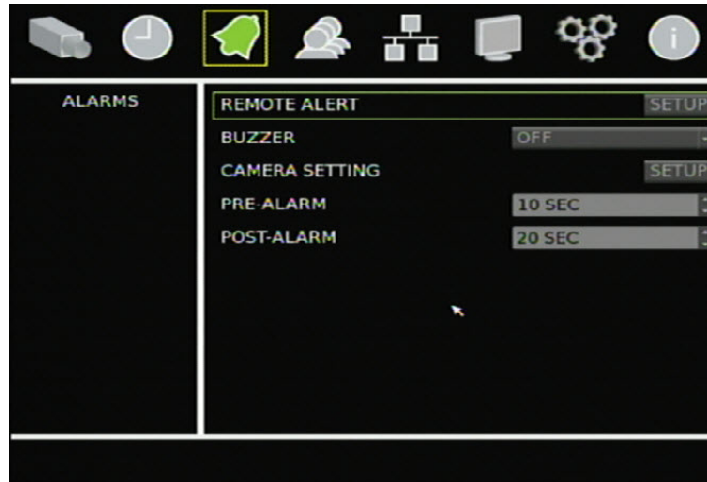 ALARMS
REMOTE ALERT SETUP
BUZZER OFF
CAMERA SETTING SETUP
PRE-ALARM 10 SEC
POST-ALARM 20 SEC